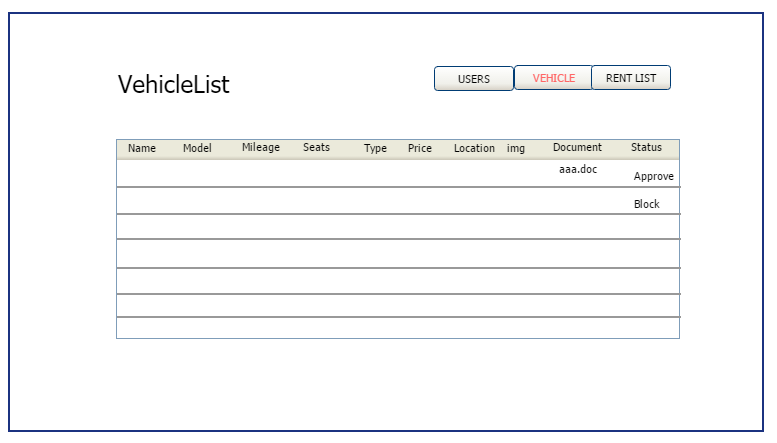 VehicleList
USERS VEHICLE RENT LIST
Name Model Mileage Seats Type Price Location img Document Status
aaa.doc Approve
Block